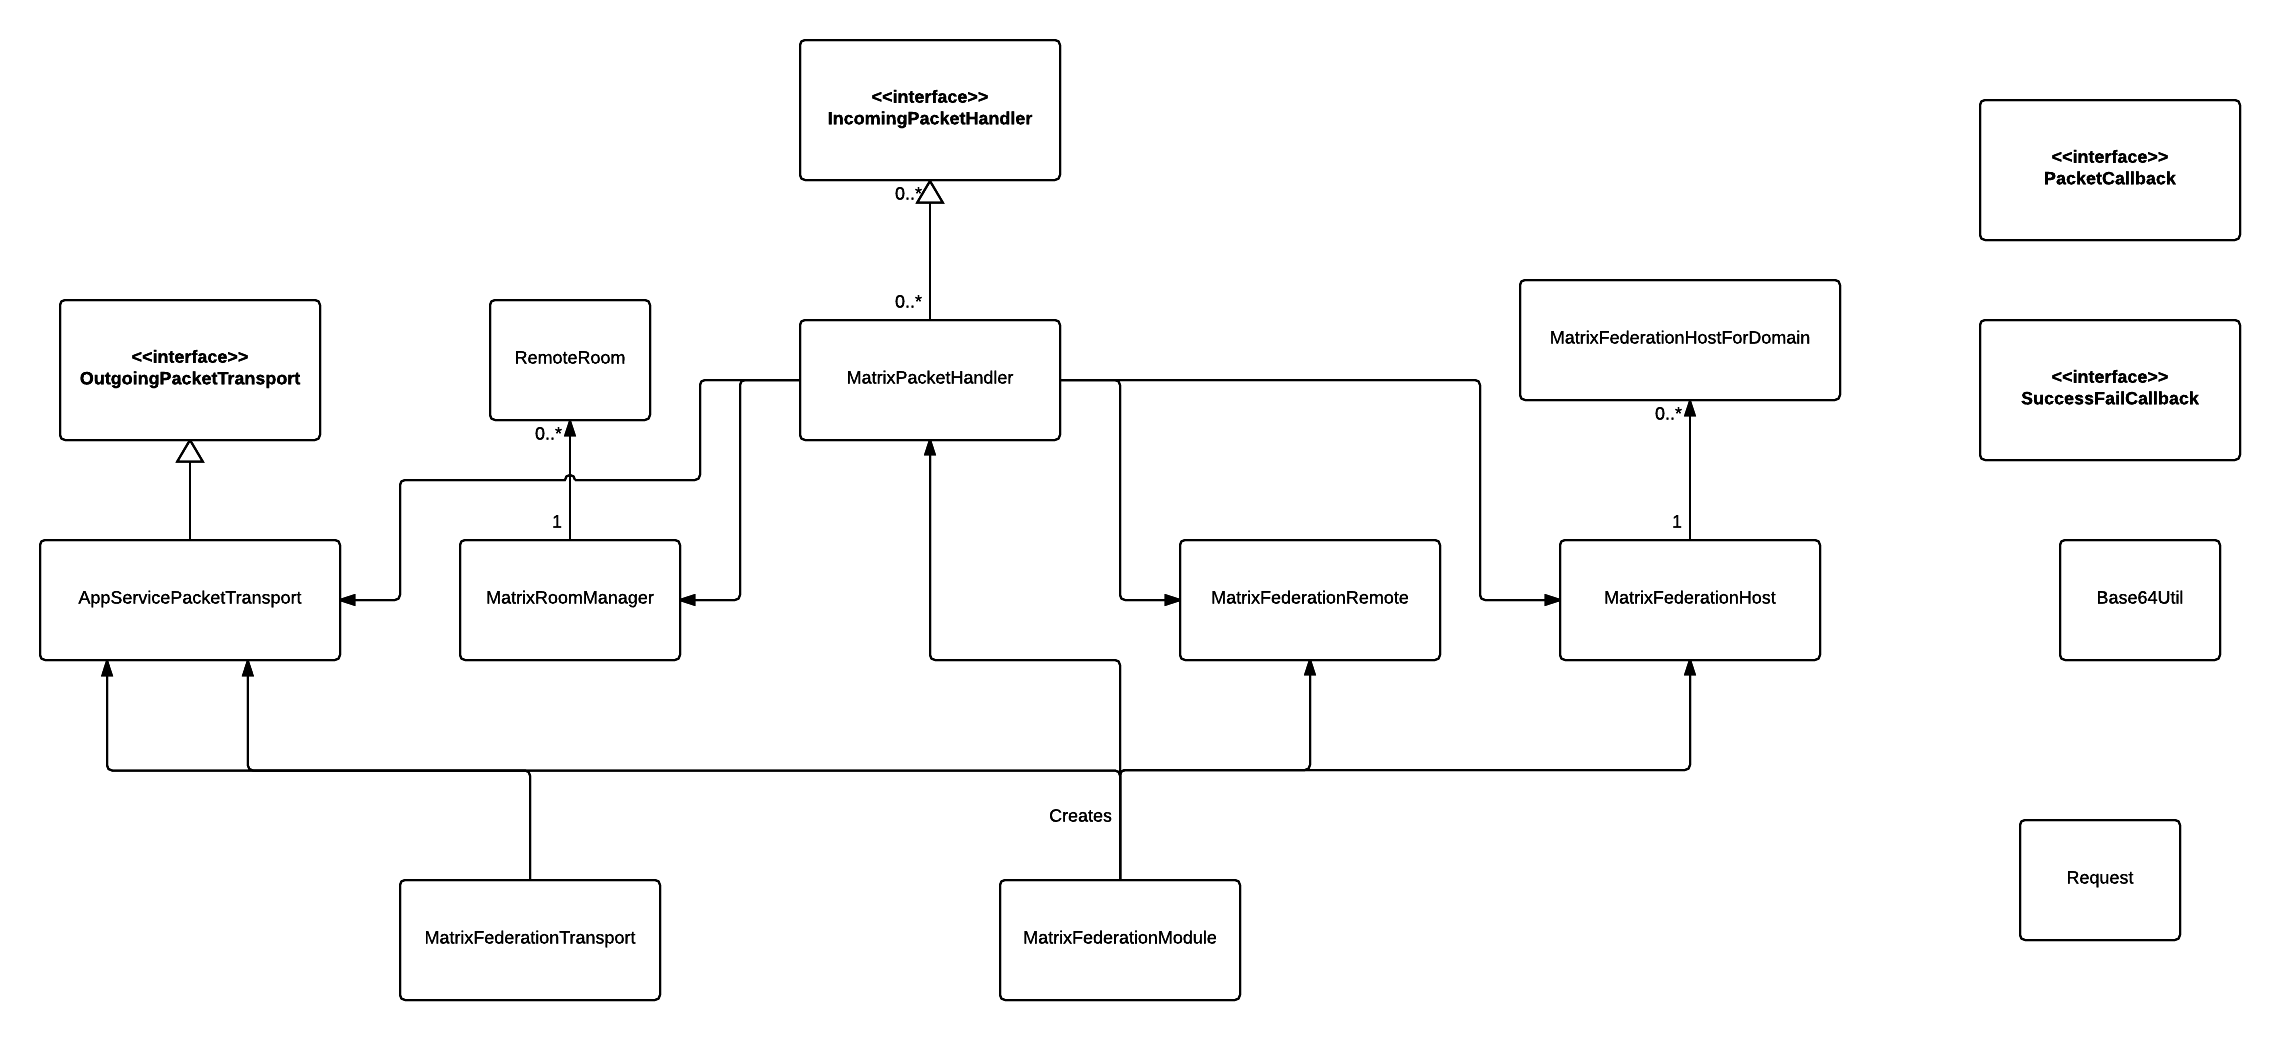 <<interface>>
IncomingPacketHandler
<<interface>>
PacketCallback
0..*
0..*
<<interface>>
OutgoingPacketTransport
RemoteRoom
MatrixPacketHandler
MatrixFederationHostForDomain
<<interface>>
SuccessFailCallback
0..*
0..*
1
1
AppServicePacketTransport
MatrixRoomManager
MatrixFederationRemote
MatrixFederationHost
Base64Util
Creates
Request
MatrixFederationTransport
MatrixFederationModule